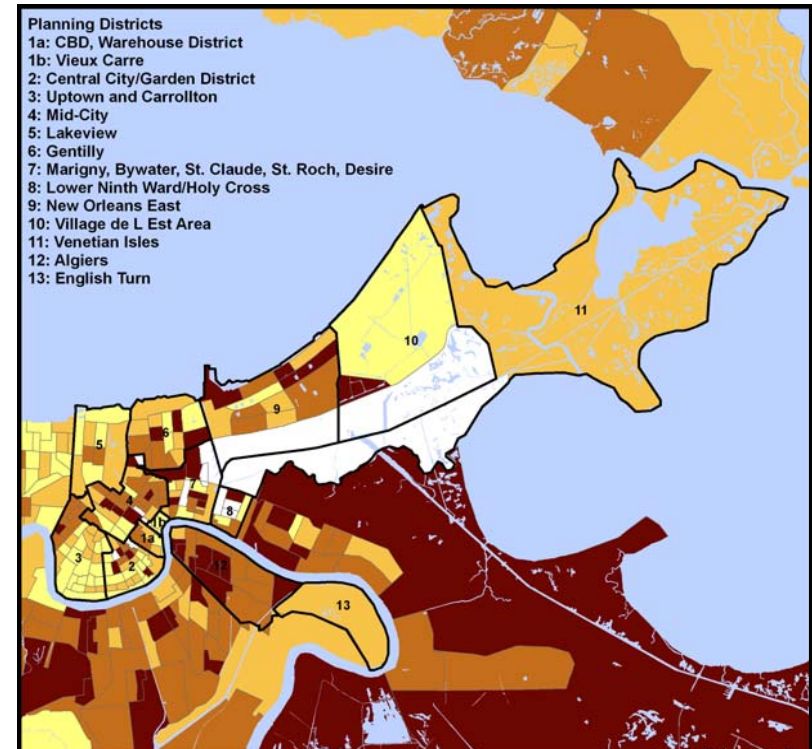 Planning Districts
1a: CBD, Warehouse District
1b: Vieux Carre
2: Central City/Garden District
3: Uptown and Carrollton
4: Mid-City
5: Lakeview
6: Gentilly
7: Marigny, Bywater, St. Claude, St. Roch, Desire
8: Lower Ninth Ward/Holy Cross
9: New Orleans East
10: Village de L Est Area
11: Venetian Isles
12: Algiers
13: English Turn
11
10
9
6
5
7
4
8
1b
1a
3
2
12
13